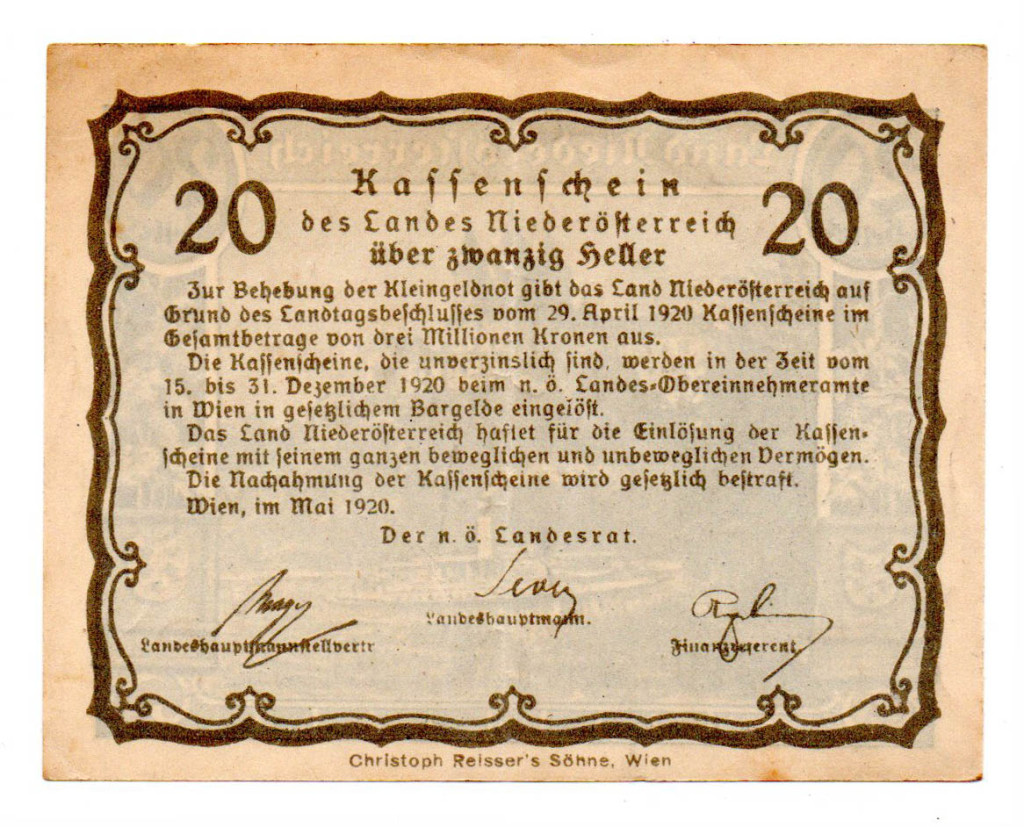 20
Kassenschein
20
des Landes Niederösterreich
über zwanzig Heller
Zur Behebung der Kleingeldnot gibt das Land Niederösterreich auf
Grund des Landtagsbeschlusses vom 29. April 1920 Kassenscheine im
Gesamtbetrage von drei Millionen Kronen aus.
Die Kassenscheine, die unverzinslich sind, werden in der Zeit vom
15. bis 31. Dezember 1920 beim n. ö. Landes-Obereinnehmeramte
in Wien in gesetzlichem Bargelde eingelöst.
Das Land Niederösterreich haftet für die Einlösung der Kassen-
scheine mit seinem ganzen beweglichen und unbeweglichen Vermögen.
Die Nachahmung der Kassenscheine wird gesetzlich bestraft.
Wien, im Mai 1920.
Der n. ö. Landesrat.
Landeshauptmann.
Landeshauptmannstellvertr
Finanzreferent.
Christoph Reisser's Söhne, Wien